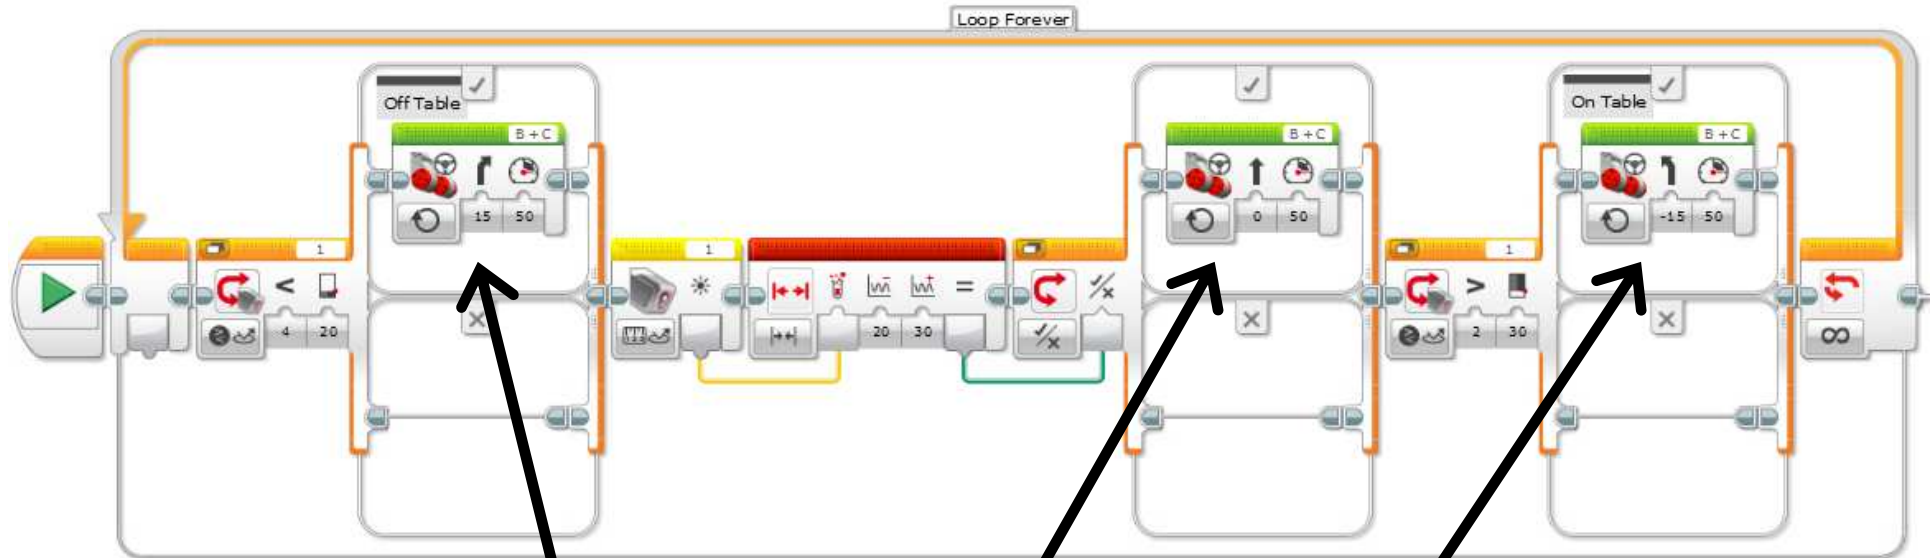 Loop Forever
Off Table
On Table
B + C
B + C
B + C
15 50
0 50
-15 50
1
1
1
< 
>
=
4 20
20 30
2 30